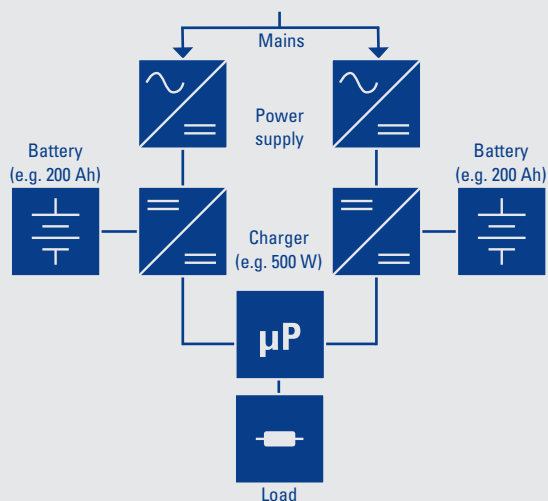 Mains
Power
supply
Battery
(e.g. 200 Ah)
Battery
(e.g. 200 Ah)
Charger
(e.g. 500 W)
µP
Load